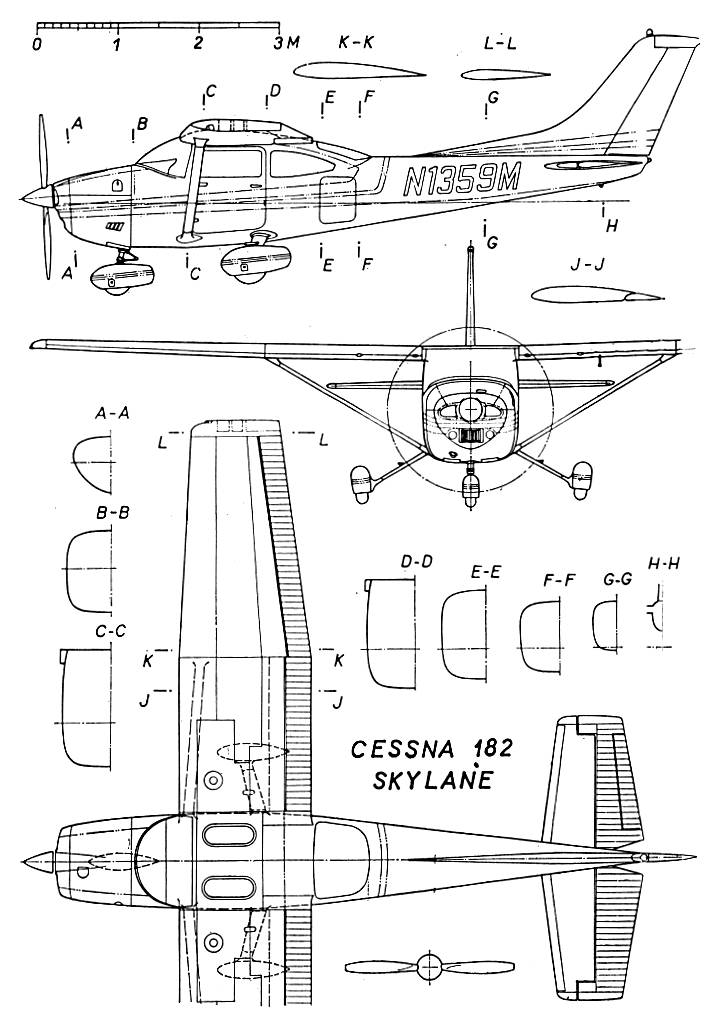 0 1 2 3 M
K-K
L-L
A
B
C
D
E
F
G
N1359M
H
A
C
E
F
G
J-J
A-A
L
L
B-B
D-D
E-E
F-F
G-G
H-H
C-C
K
K
J
J
CESSNA 182
SKYLANE